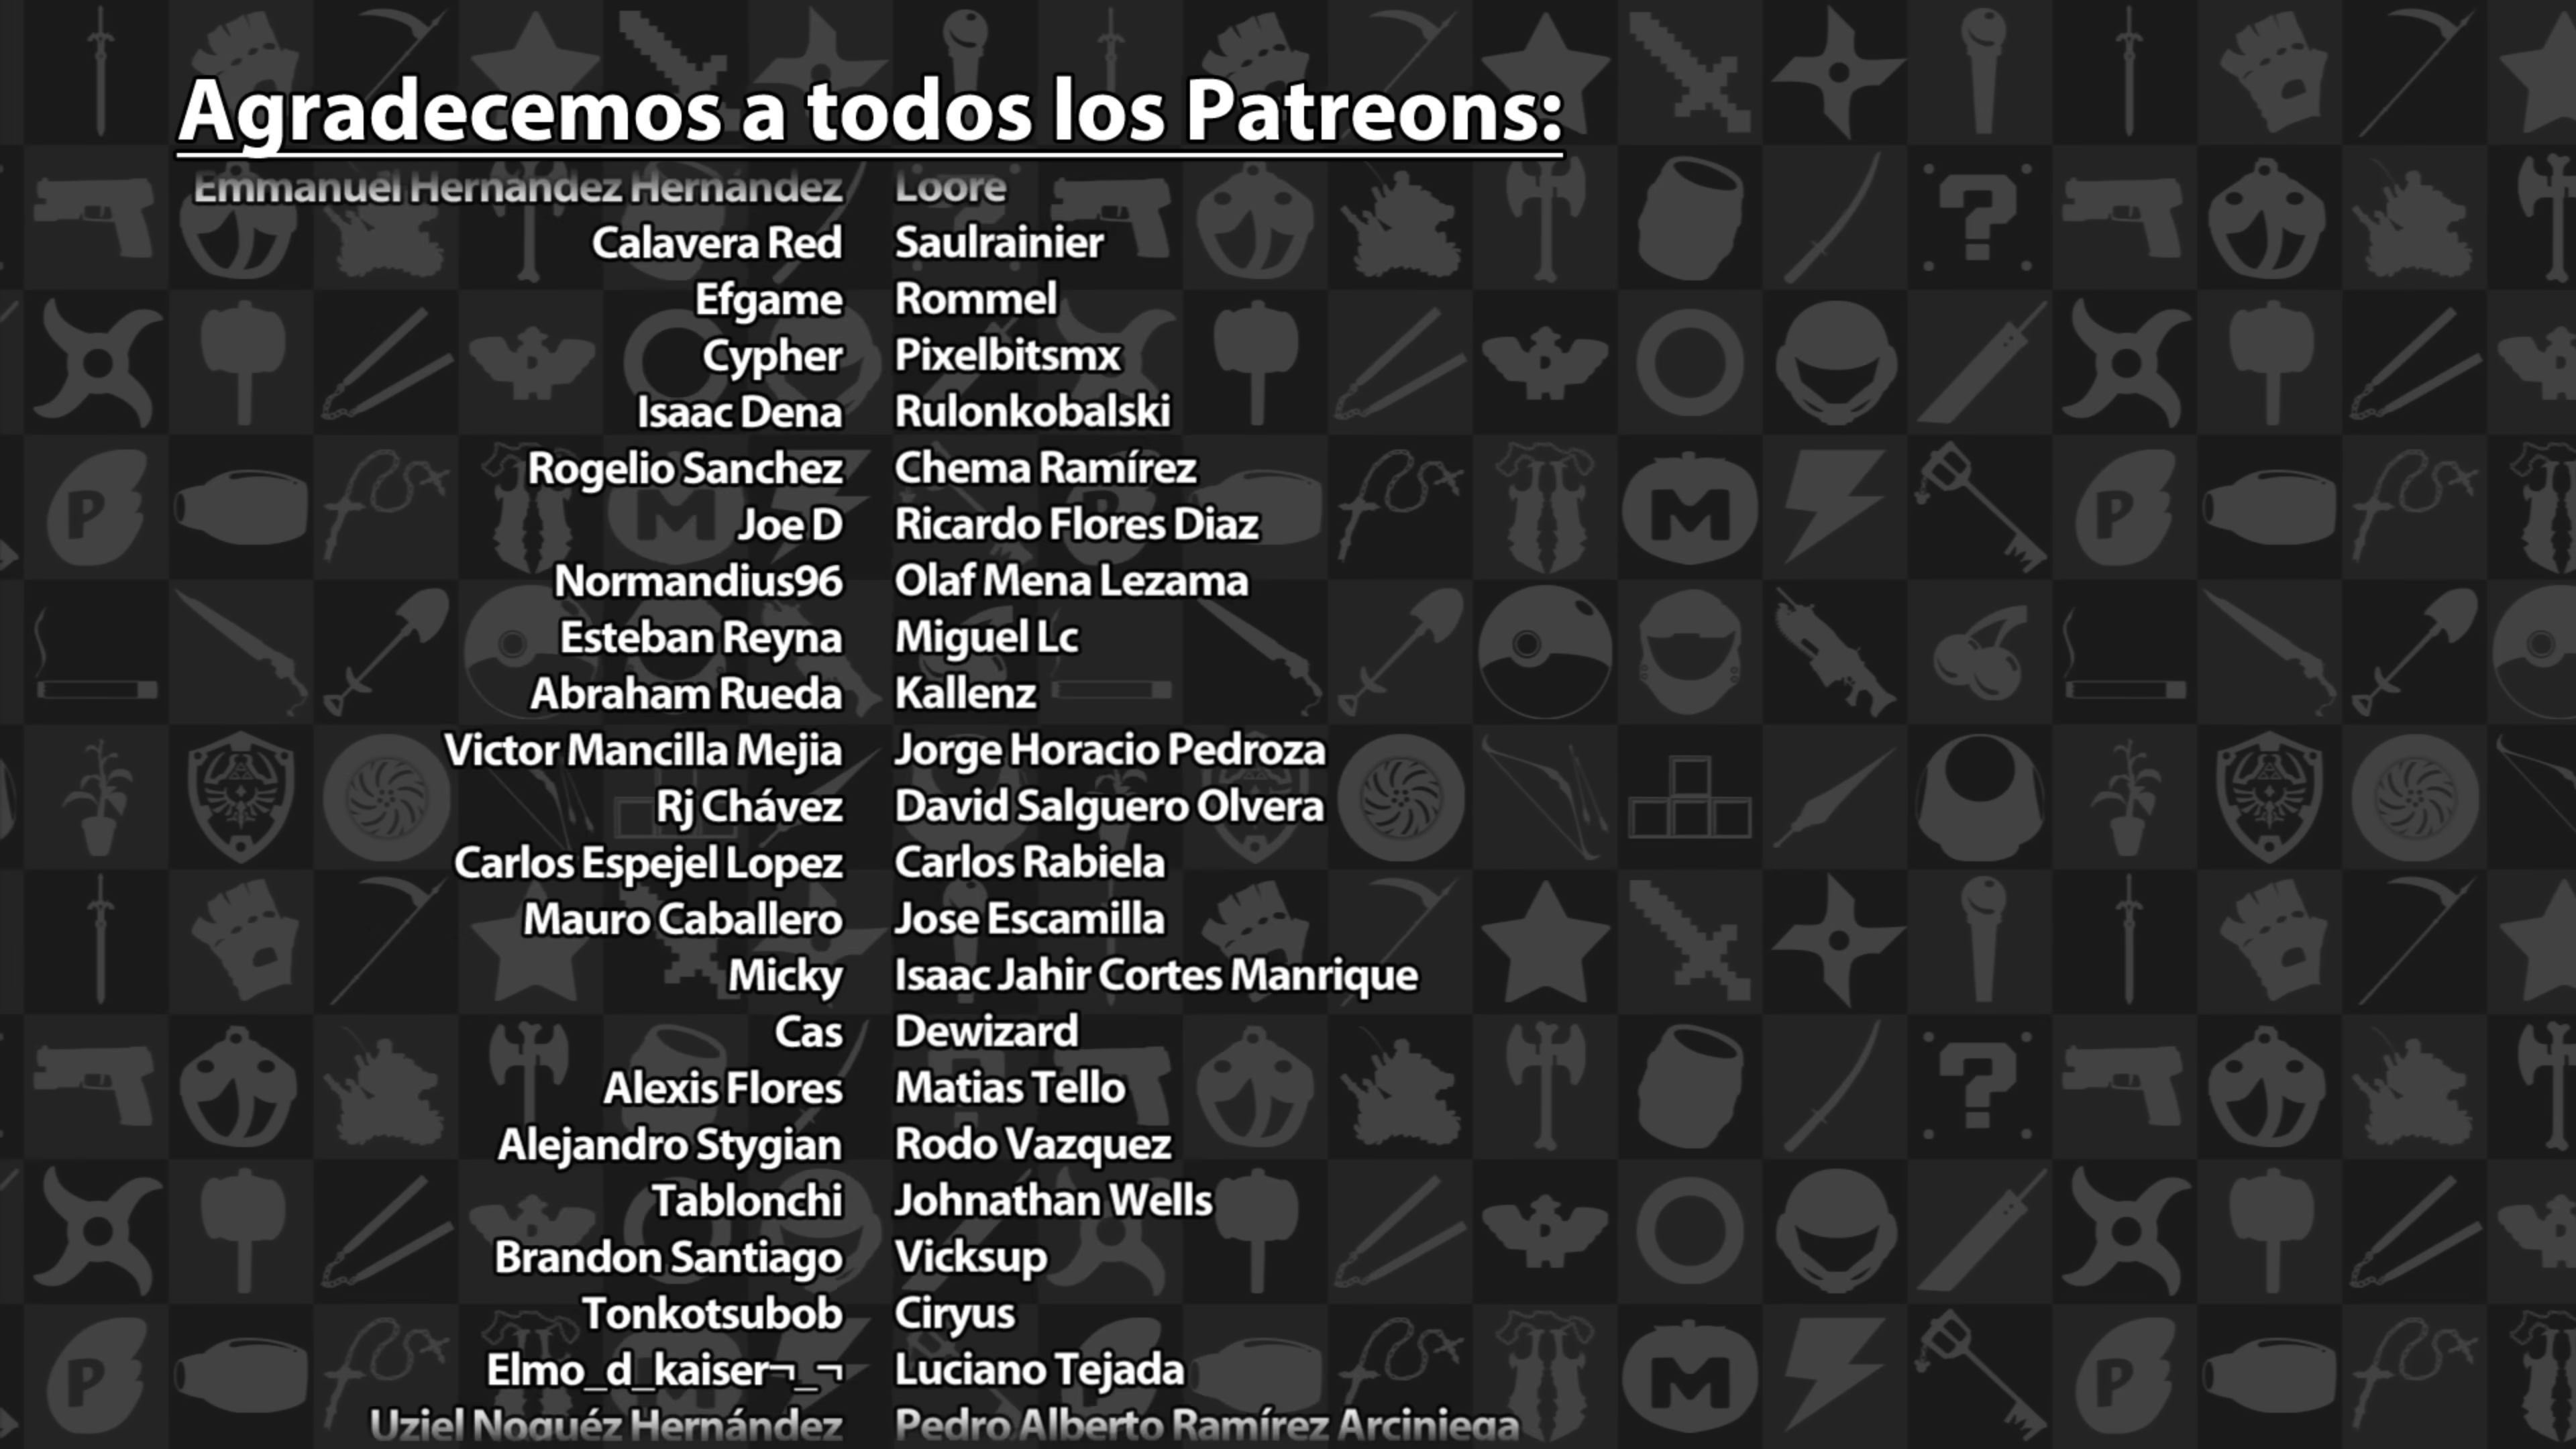 Agradecemos a todos los Patreons:
Emmanuel Hernandez Hernández Loore
Calavera Red Saulrainier
Efgame Rommel
Cypher Pixelbitsmx
Isaac Dena Rulonkobalski
Rogelio Sanchez Chema Ramírez
Joe D Ricardo Flores Diaz
Normandius96 Olaf Mena Lezama
Esteban Reyna Miguel Lc
Abraham Rueda Kallenz
Victor Mancilla Mejia Jorge Horacio Pedroza
Rj Chávez David Salguero Olvera
Carlos Espejel Lopez Carlos Rabiela
Mauro Caballero Jose Escamilla
Micky Isaac Jahir Cortes Manrique
Cas Dewizard
Alexis Flores Matias Tello
Alejandro Stygian Rodo Vazquez
Tablonchi Johnathan Wells
Brandon Santiago Vicksup
Tonkotsubob Ciryus
Elmo_d_kaiser¬_¬ Luciano Tejada
Uziel Noguéz Hernández Pedro Alberto Ramírez Arciniega